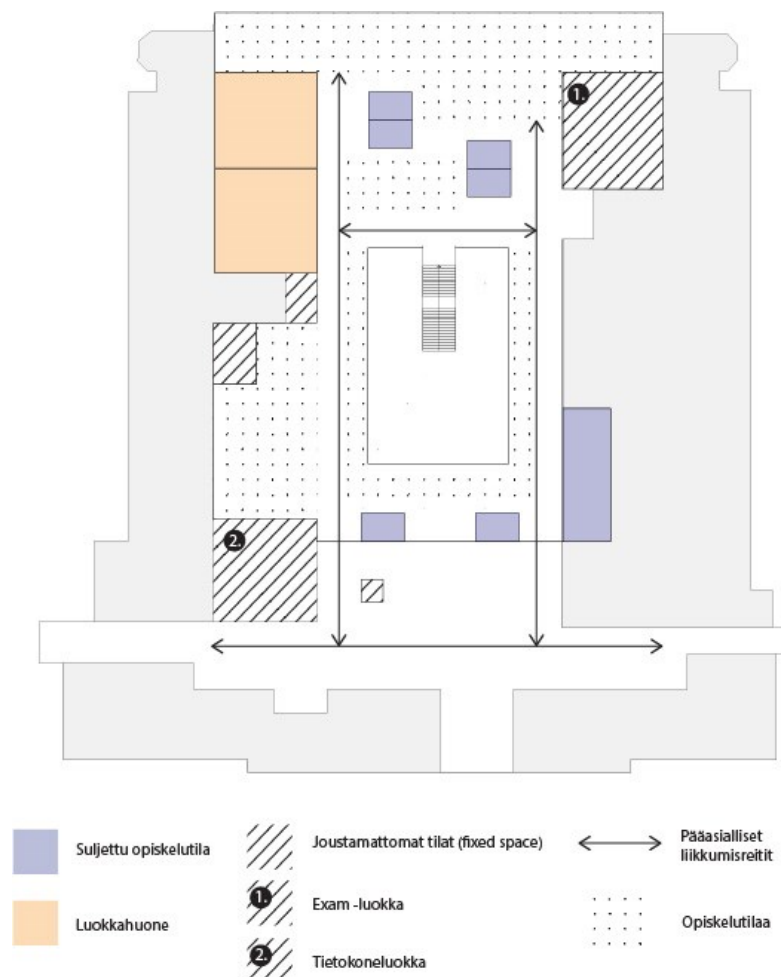 1.
2.
Suljettu opiskelutila
Luokkahuone
Joustamattomat tilat (fixed space)
1.
Exam -luokka
2.
Tietokoneluokka
Pääasialliset
liikkumisreitit
Opiskelutilaa